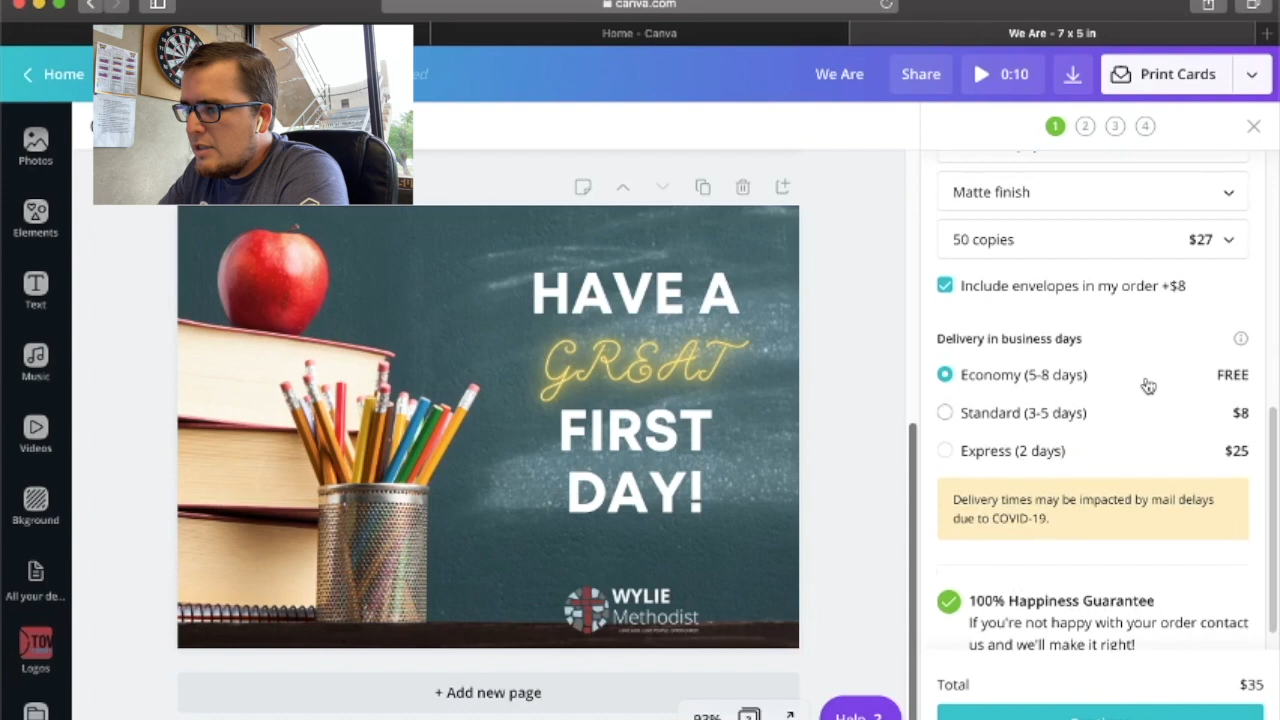 canva.com
Home - Canva
We Are - 7 x 5 in
Home
We Are
Share
0:10
Print Cards
1
2
3
4
Photos
Elements
Text
Music
Videos
Bkground
All your de...
Logos
Matte finish
50 copies $27
Include envelopes in my order +$8
Delivery in business days
Economy (5-8 days) FREE
Standard (3-5 days) $8
Express (2 days) $25
Delivery times may be impacted by mail delays
due to COVID-19.
100% Happiness Guarantee
If you're not happy with your order contact
us and we'll make it right!
Total $35
HAVE A
GREAT
FIRST
DAY!
WYLIE
Methodist
+ Add new page
93%
Help ?